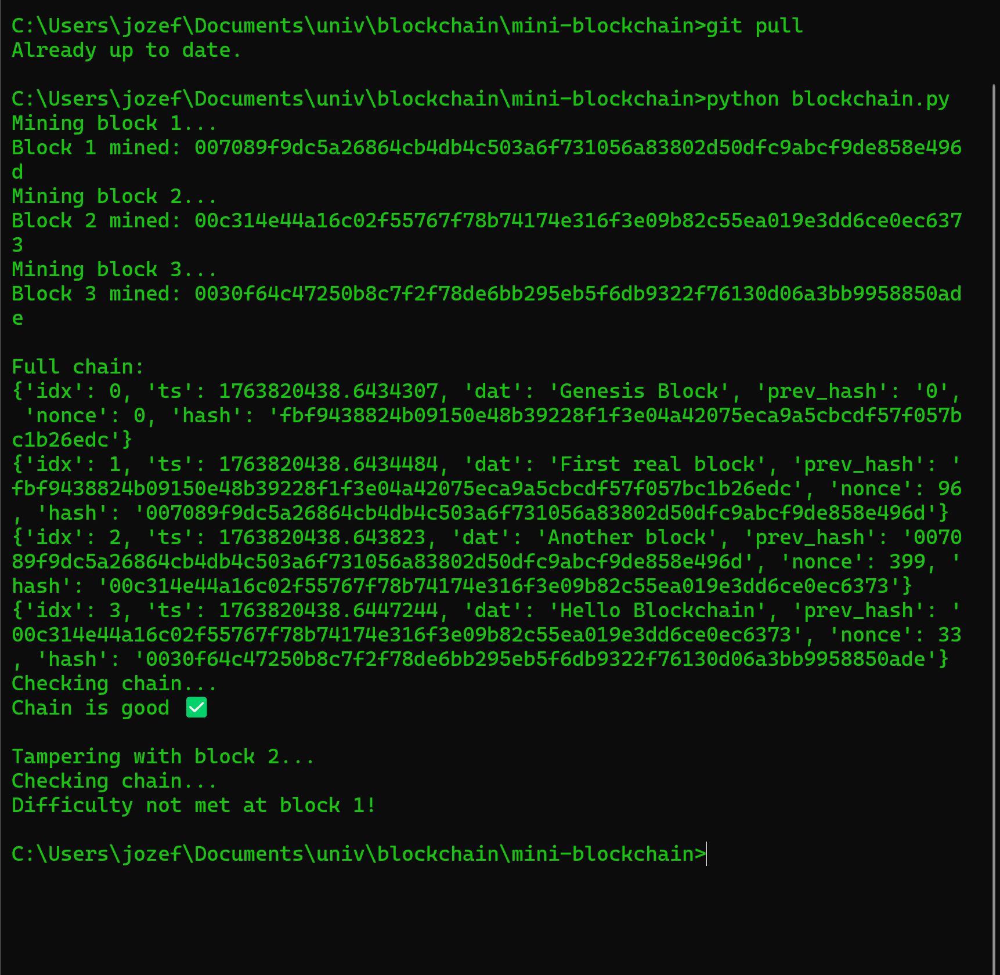 C:\Users\jozef\Documents\univ\blockchain\mini-blockchain>git pull
Already up to date.
C:\Users\jozef\Documents\univ\blockchain\mini-blockchain>python blockchain.py
Mining block 1...
Block 1 mined: 007089f9dc5a26864cb4db4c503a6f731056a83802d50dfc9abcf9de858e496
d
Mining block 2...
Block 2 mined: 00c314e44a16c02f55767f78b74174e316f3e09b82c55ea019e3dd6ce0ec637
3
Mining block 3...
Block 3 mined: 0030f64c47250b8c7f2f78de6bb295eb5f6db9322f76130d06a3bb9958850ad
e
Full chain:
{'idx': 0, 'ts': 1763820438.6434307, 'dat': 'Genesis Block', 'prev_hash': '0',
 'nonce': 0, 'hash': 'fbf9438824b09150e48b39228f1f3e04a42075eca9a5cbcdf57f057b
c1b26edc'}
{'idx': 1, 'ts': 1763820438.6434484, 'dat': 'First real block', 'prev_hash': '
fbf9438824b09150e48b39228f1f3e04a42075eca9a5cbcdf57f057bc1b26edc', 'nonce': 96
, 'hash': '007089f9dc5a26864cb4db4c503a6f731056a83802d50dfc9abcf9de858e496d'}
{'idx': 2, 'ts': 1763820438.643823, 'dat': 'Another block', 'prev_hash': '0070
89f9dc5a26864cb4db4c503a6f731056a83802d50dfc9abcf9de858e496d', 'nonce': 399, '
hash': '00c314e44a16c02f55767f78b74174e316f3e09b82c55ea019e3dd6ce0ec6373'}
{'idx': 3, 'ts': 1763820438.6447244, 'dat': 'Hello Blockchain', 'prev_hash': '
00c314e44a16c02f55767f78b74174e316f3e09b82c55ea019e3dd6ce0ec6373', 'nonce': 33
, 'hash': '0030f64c47250b8c7f2f78de6bb295eb5f6db9322f76130d06a3bb9958850ade'}
Checking chain...
Chain is good ✅
Tampering with block 2...
Checking chain...
Difficulty not met at block 1!
C:\Users\jozef\Documents\univ\blockchain\mini-blockchain>